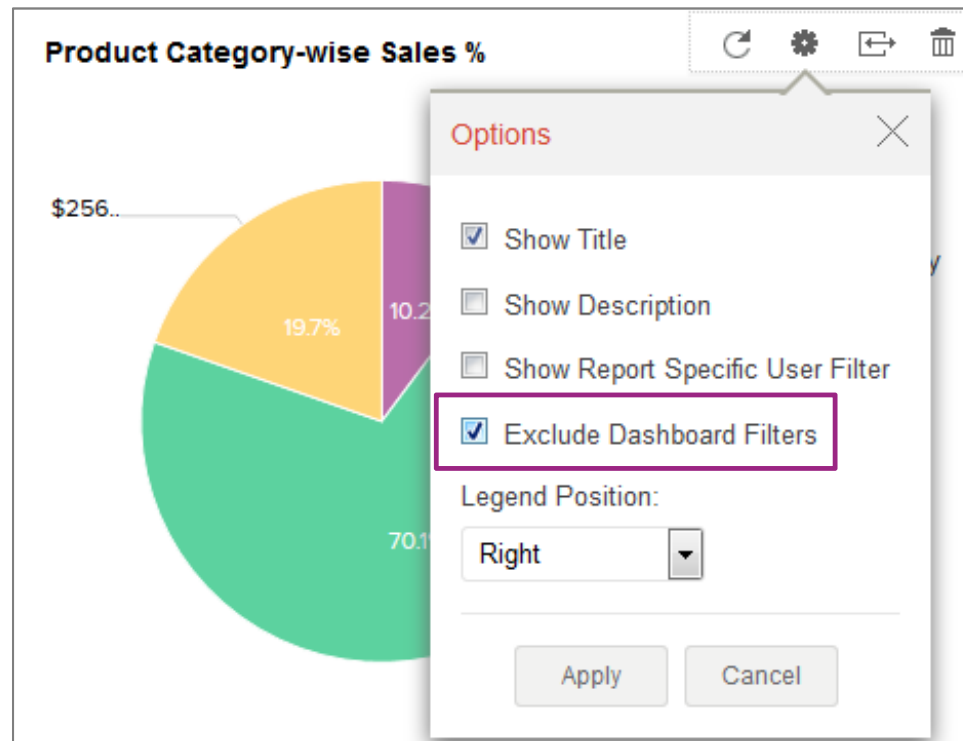 Product Category-wise Sales %
Options
$256..
Show Title
y
Show Description
10.2
19.7%
Show Report Specific User Filter
Exclude Dashboard Filters
Legend Position:
70.1
Right
Apply Cancel